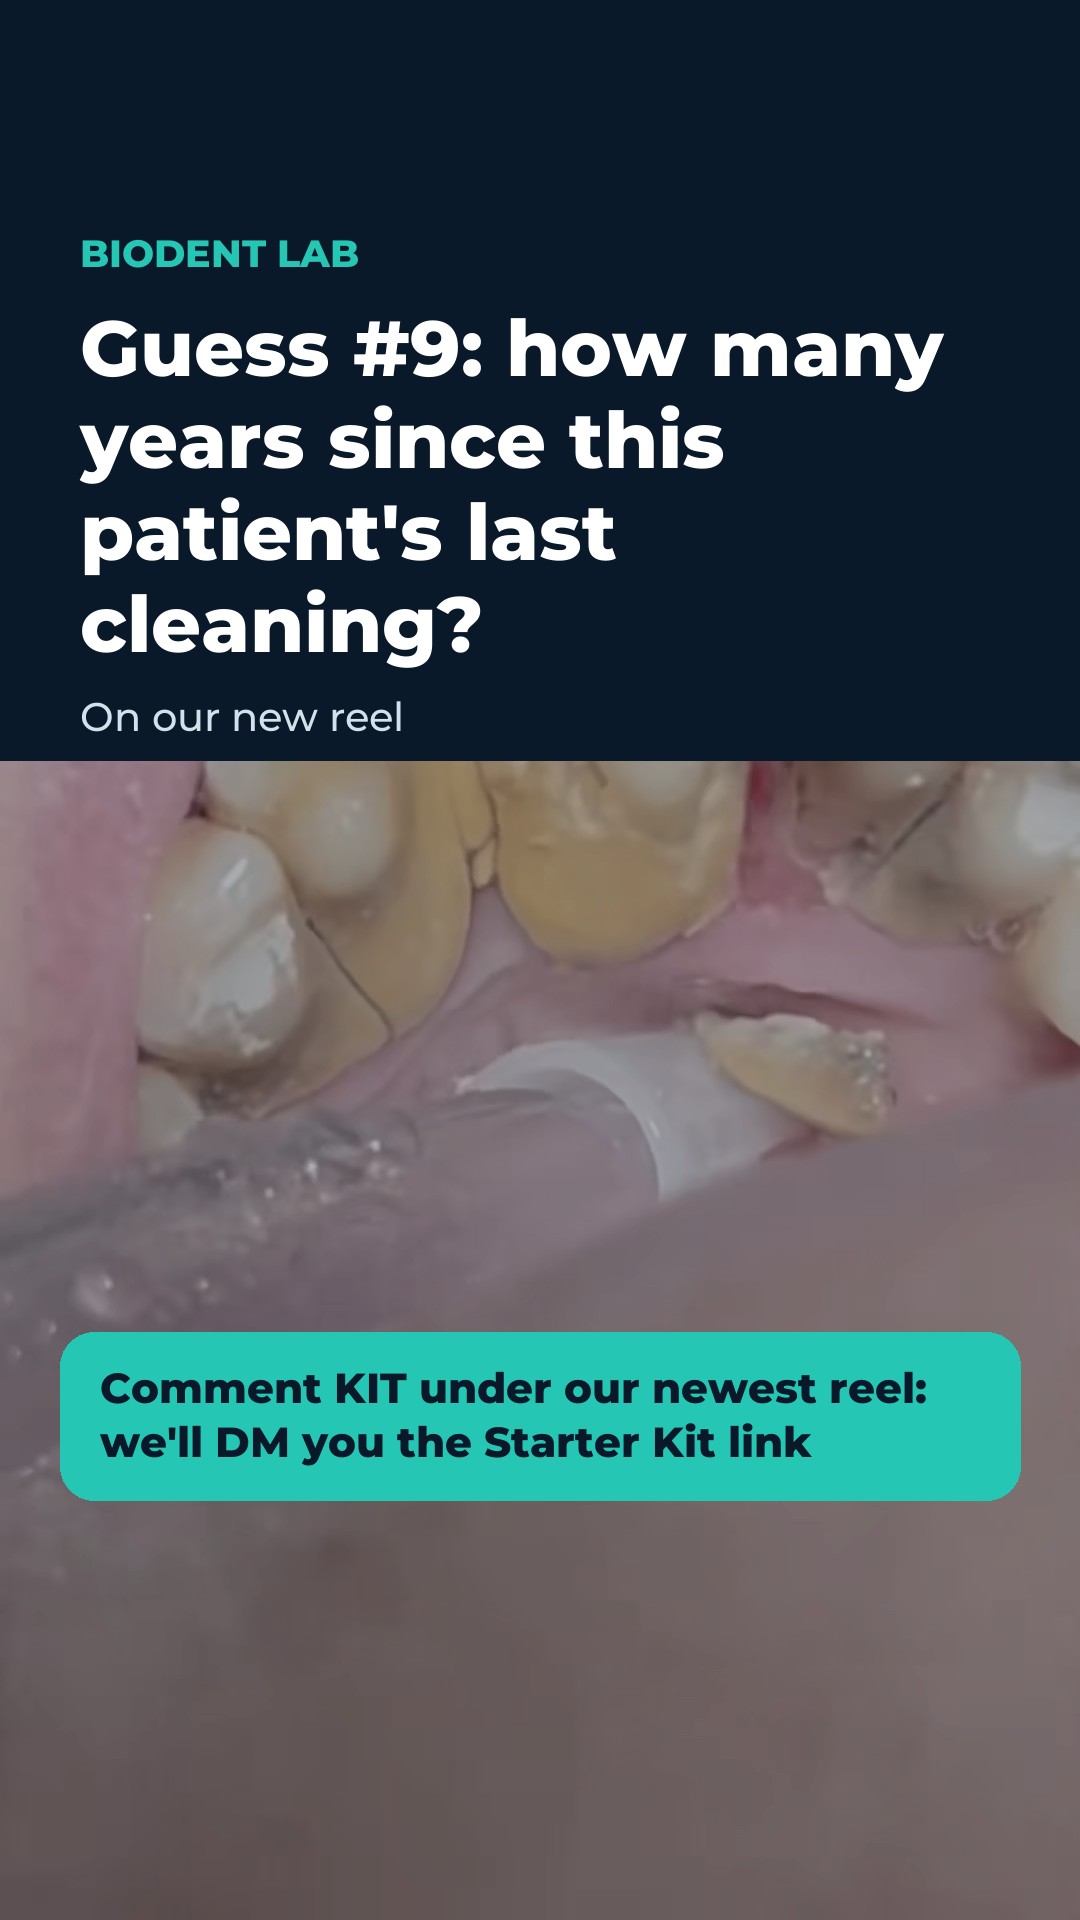 BIODENT LAB
Guess #9: how many
years since this
patient's last
cleaning?
On our new reel
Comment KIT under our newest reel:
we'll DM you the Starter Kit link